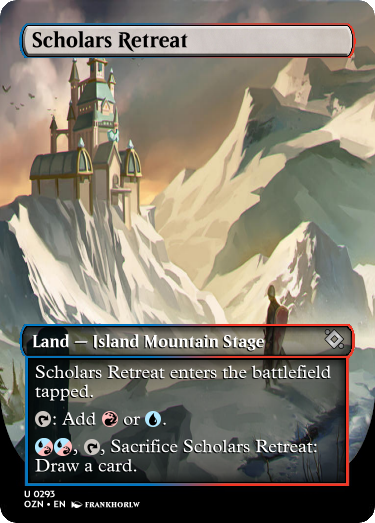 Scholars Retreat
Land — Island Mountain Stage
Scholars Retreat enters the battlefield
tapped.
: Add or .
, , Sacrifice Scholars Retreat:
Draw a card.
U 0293
OZN • EN FRANKHORLW